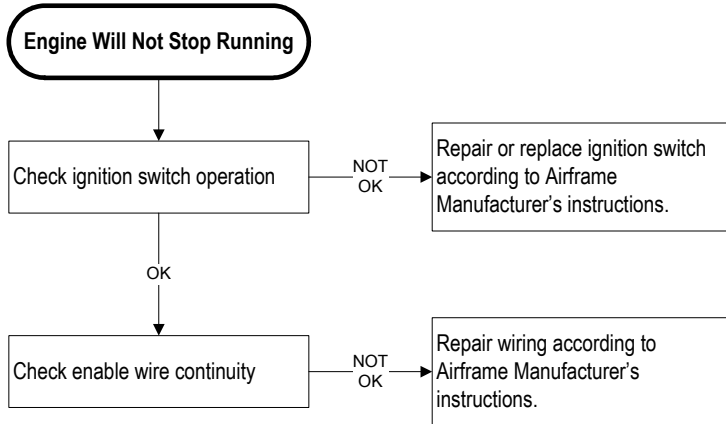 Engine Will Not Stop Running
Check ignition switch operation
NOT
OK
Repair or replace ignition switch
according to Airframe
Manufacturer's instructions.
OK
Check enable wire continuity
NOT
OK
Repair wiring according to
Airframe Manufacturer's
instructions.